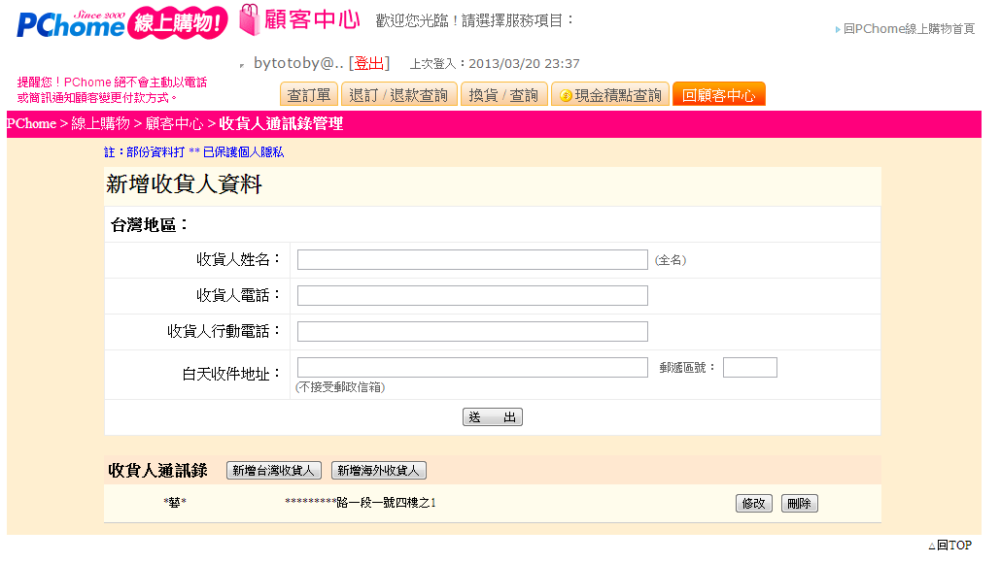 Since 2000
PChome 線上購物! 顧客中心 歡迎您光臨！請選擇服務項目：
回PChome線上購物首頁
bytotoby@.. [登出] 上次登入：2013/03/20 23:37
提醒您！PChome 絕不會主動以電話
或簡訊通知顧客變更付款方式。
查訂單 退訂 / 退款查詢 換貨 / 查詢 現金積點查詢 回顧客中心
PChome > 線上購物 > 顧客中心 > 收貨人通訊錄管理
註：部份資料打 ** 已保護個人隱私
新增收貨人資料
台灣地區：
收貨人姓名： (全名)
收貨人電話：
收貨人行動電話：
白天收件地址： 郵遞區號：
(不接受郵政信箱)
送 出
收貨人通訊錄 新增台灣收貨人 新增海外收貨人
*藝* *********路一段一號四樓之1 修改 刪除
△回TOP